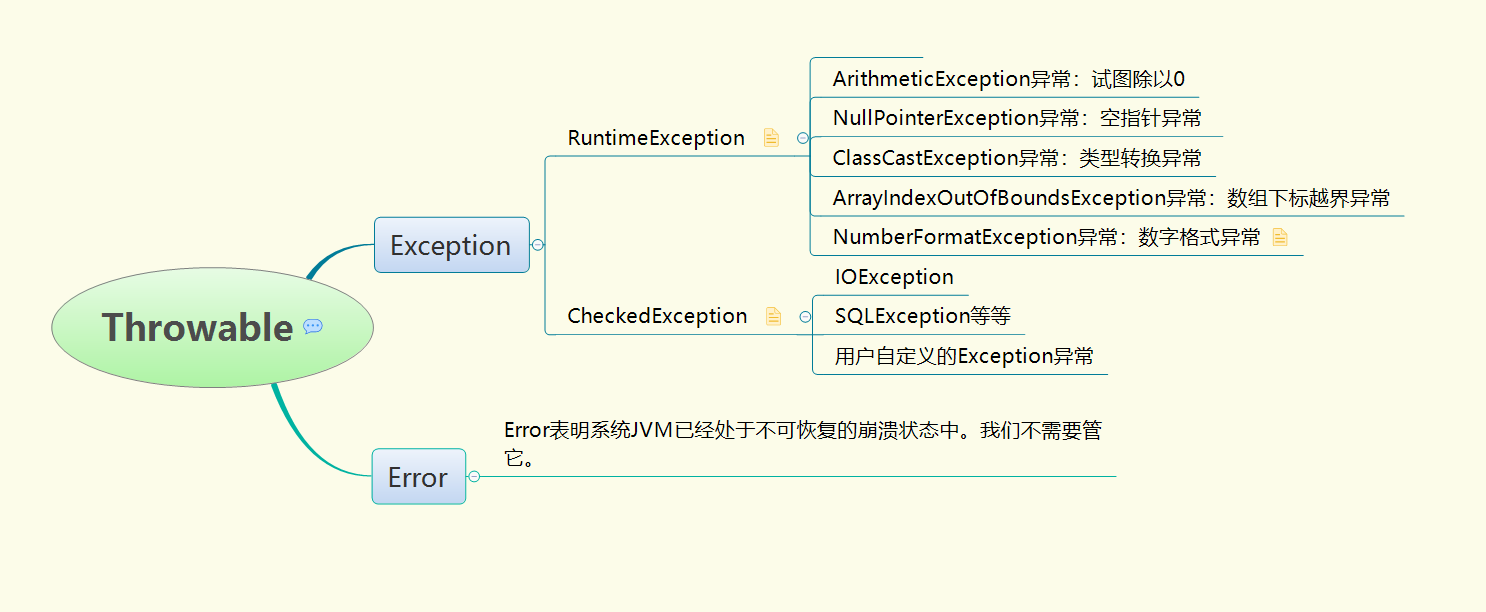 ArithmeticException异常：试图除以0
NullPointerException异常：空指针异常
RuntimeException
ClassCastException异常：类型转换异常
ArrayIndexOutOfBoundsException异常：数组下标越界异常
NumberFormatException异常：数字格式异常
Exception
IOException
CheckedException
SQLException等等
用户自定义的Exception异常
Throwable
Error表明系统JVM已经处于不可恢复的崩溃状态中。我们不需要管
它。
Error